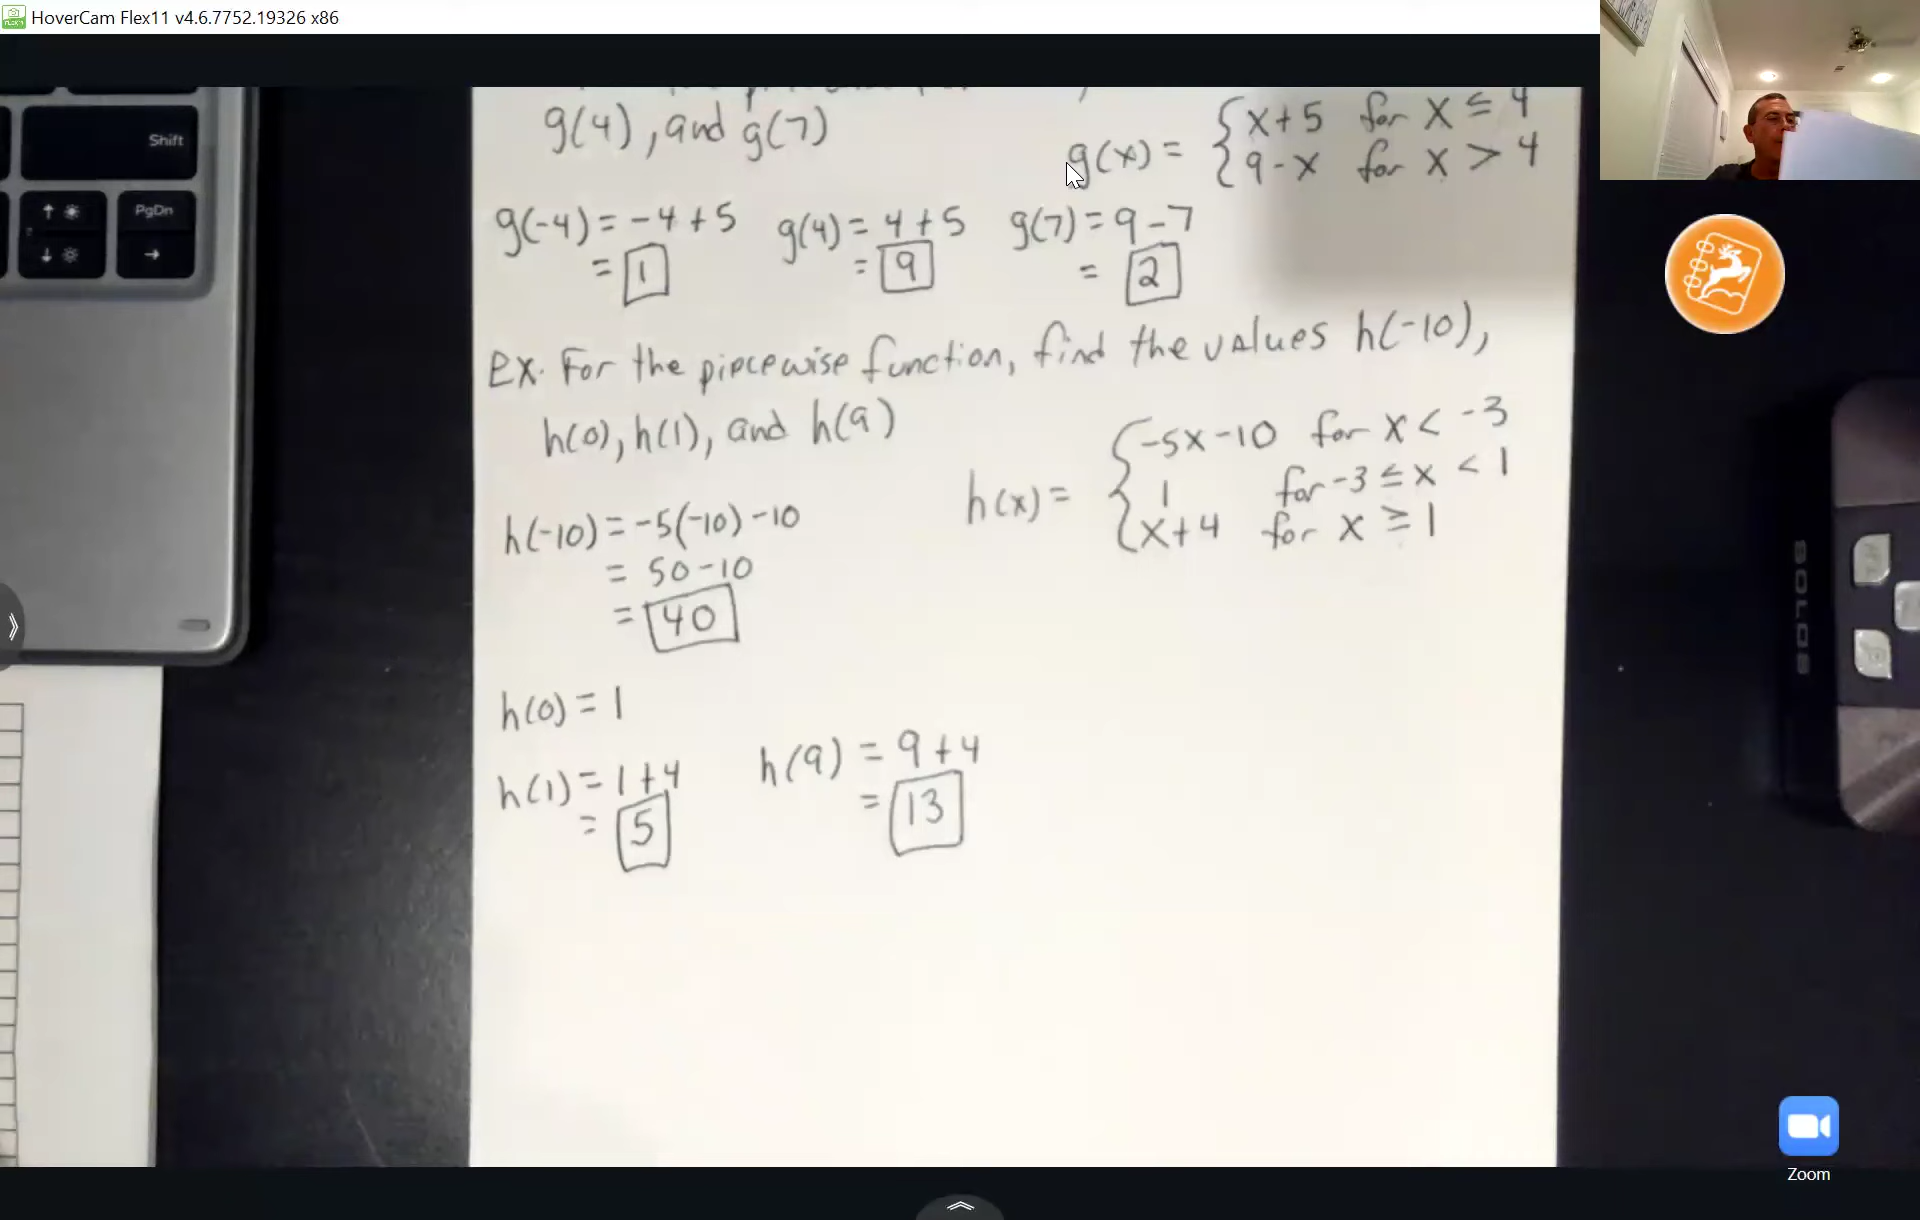 HoverCam Flex11 v4.6.7752.19326 x86
g(4), and g(7)
g(x) = { x+5 for x ≤ 4
9-x for x > 4
g(-4) = -4+5
= 1
g(4) = 4+5
= 9
g(7) = 9-7
= 2
ex. For the piecewise function, find the values h(-10),
h(0), h(1), and h(9)
h(x) = { -5x-10 for x < -3
1 for -3 ≤ x < 1
x+4 for x ≥ 1
h(-10) = -5(-10)-10
= 50-10
= 40
h(0) = 1
h(1) = 1+4
= 5
h(9) = 9+4
= 13
Shift
PgDn
SOLOS
Zoom